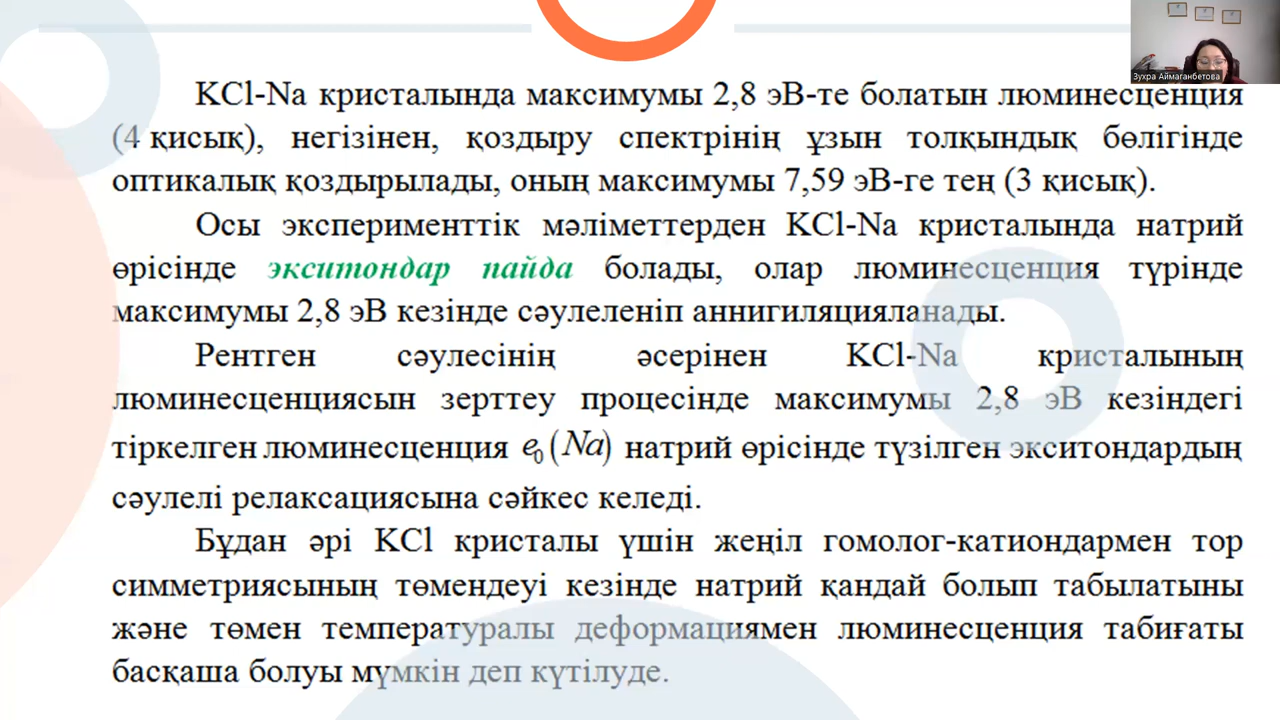 Зухра Аймаганбетова
KCl-Na кристалында максимумы 2,8 эВ-те болатын люминесценция
(4 қисық), негізінен, қоздыру спектрінің ұзын толқындық бөлігінде
оптикалық қоздырылады, оның максимумы 7,59 эВ-ге тең (3 қисық).
Осы эксперименттік мәліметтерден KCl-Na кристалында натрий
өрісінде экситондар пайда болады, олар люминесценция түрінде
максимумы 2,8 эВ кезінде сәулеленіп аннигиляцияланады.
Рентген сәулесінің әсерінен KCl-Na кристалының
люминесценциясын зерттеу процесінде максимумы 2,8 эВ кезіндегі
тіркелген люминесценция e₀(Na) натрий өрісінде түзілген экситондардың
сәулелі релаксациясына сәйкес келеді.
Бұдан әрі KCl кристалы үшін жеңіл гомолог-катиондармен тор
симметриясының төмендеуі кезінде натрий қандай болып табылатыны
және төмен температуралы деформациямен люминесценция табиғаты
басқаша болуы мүмкін деп күтілуде.